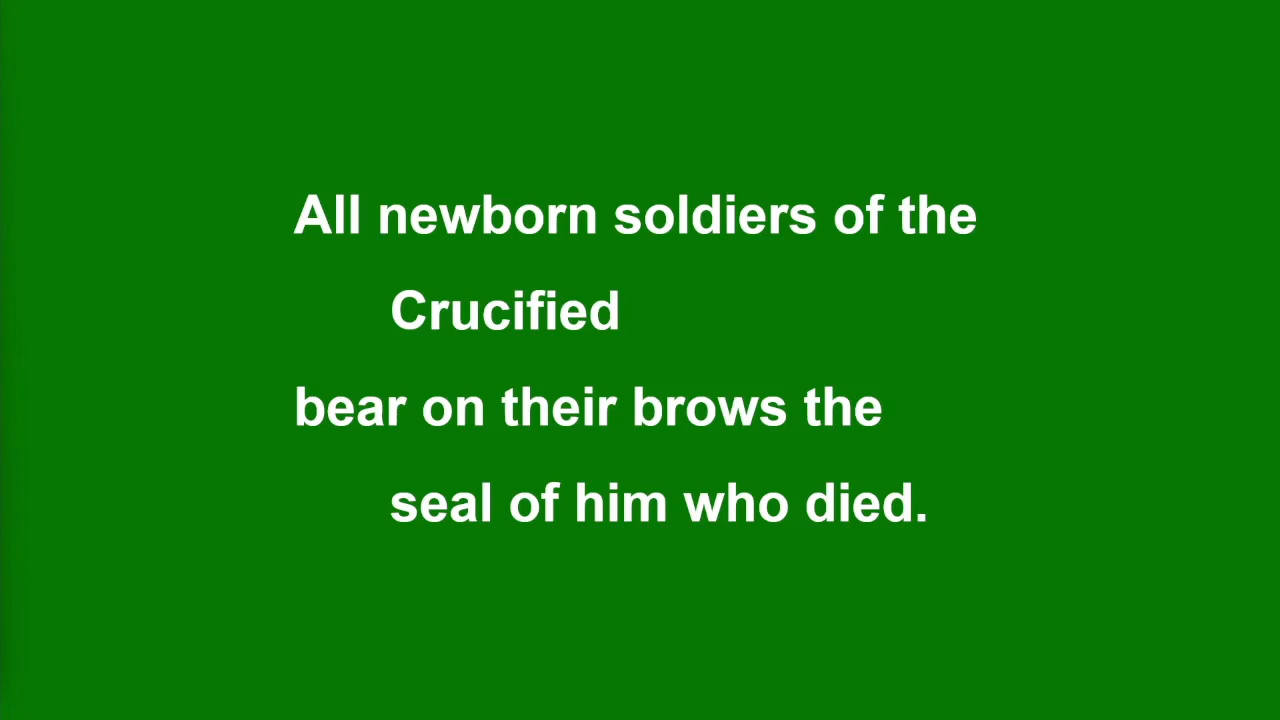 All newborn soldiers of the
Crucified
bear on their brows the
seal of him who died.